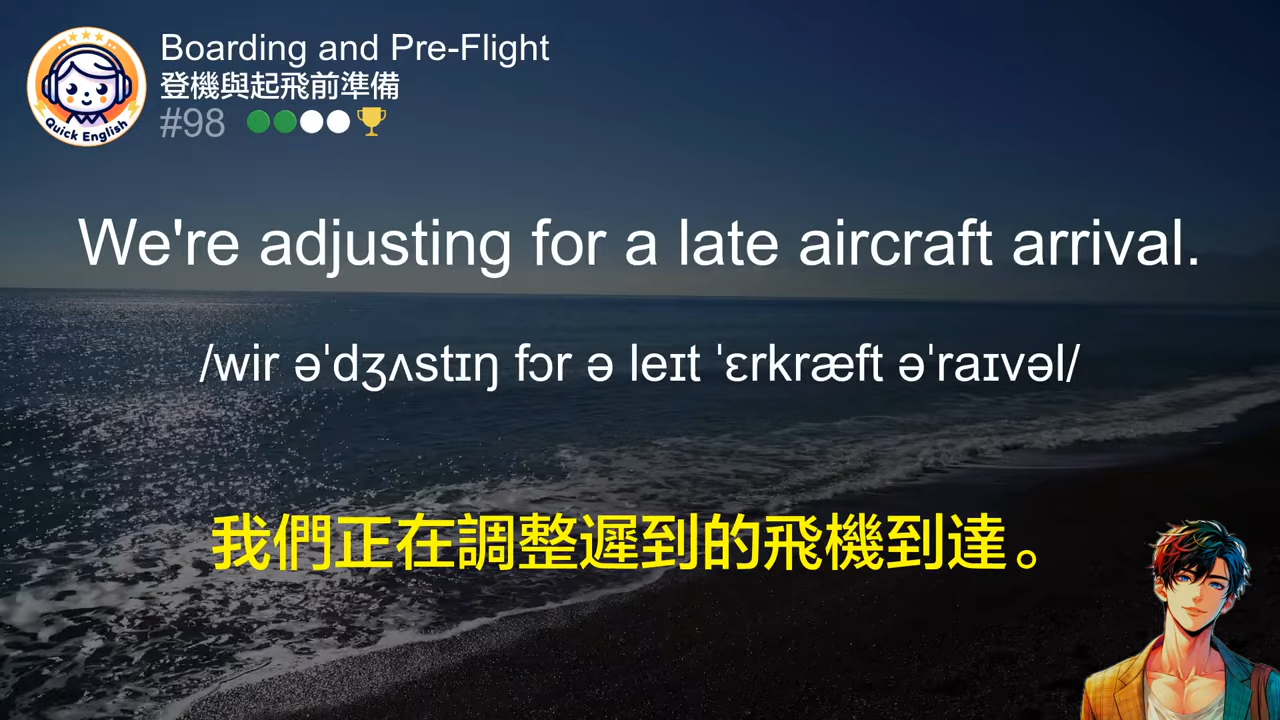 Quick English
Boarding and Pre-Flight
登機與起飛前準備
#98
We're adjusting for a late aircraft arrival.
/wir əˈdʒʌstɪŋ fɔr ə leɪt ˈɛrkræft əˈraɪvəl/
我們正在調整遲到的飛機到達。